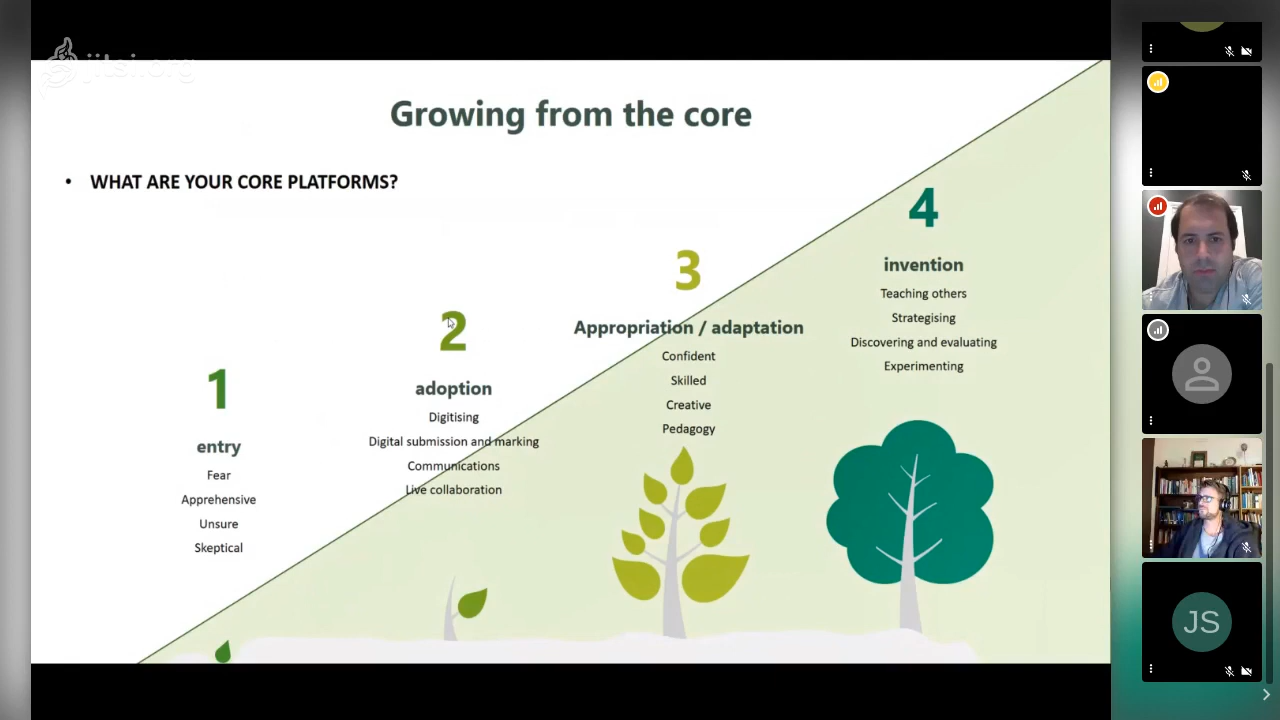 jitsi.org
Growing from the core
• WHAT ARE YOUR CORE PLATFORMS?
1
entry
Fear
Apprehensive
Unsure
Skeptical
2
adoption
Digitising
Digital submission and marking
Communications
Live collaboration
3
Appropriation / adaptation
Confident
Skilled
Creative
Pedagogy
4
invention
Teaching others
Strategising
Discovering and evaluating
Experimenting
JS